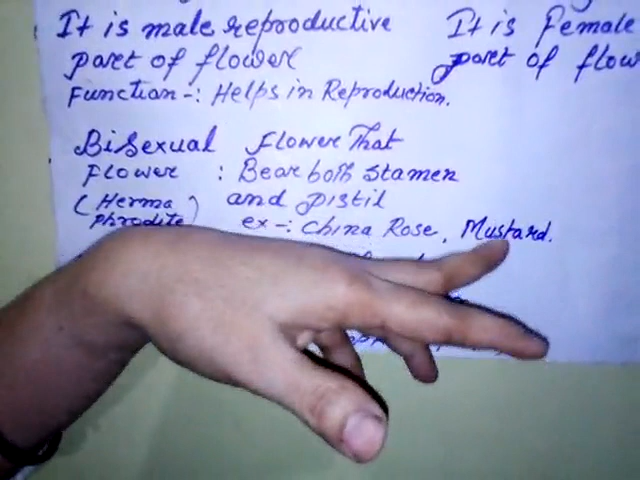 It is male reproductive
part of flower
Function -: Helps in Reproduction.
It is Female
part of flow
Bisexual Flower That
Flower : Bear both stamen
(Herma and Pistil
phrodite) ex -: China Rose, Mustard.